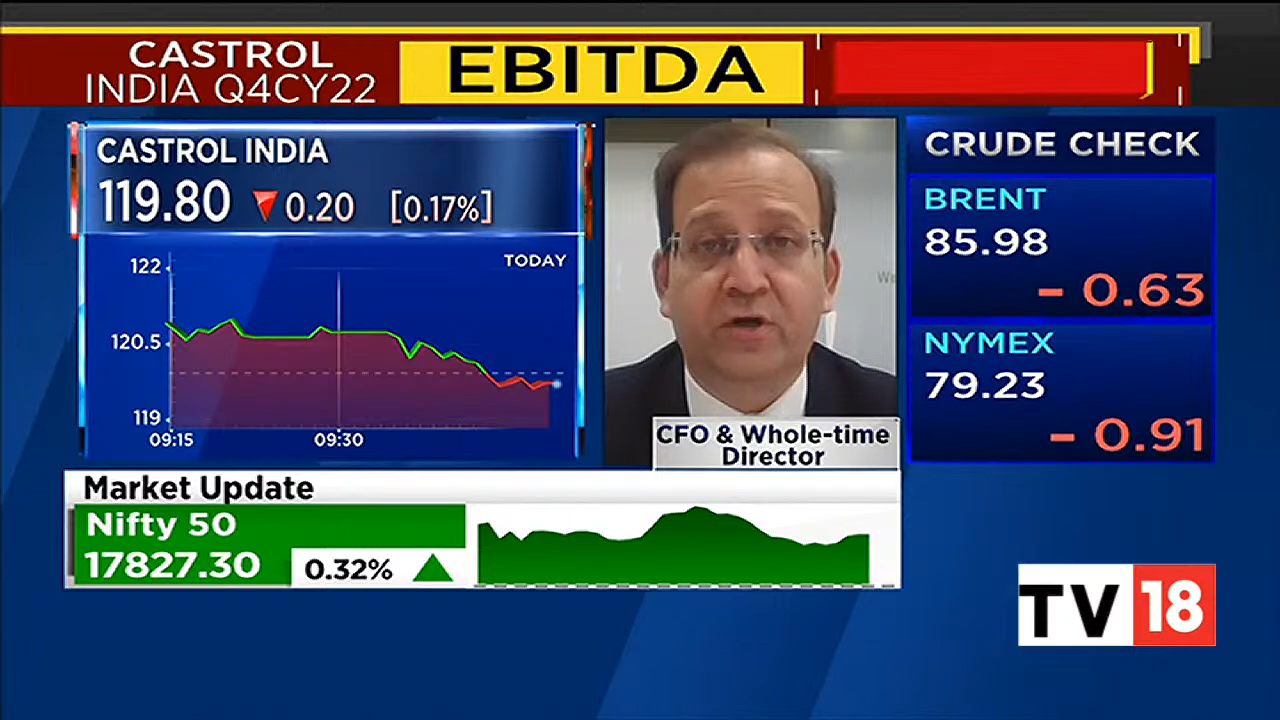 CASTROL
INDIA Q4CY22
EBITDA
CASTROL INDIA
119.80 ▼ 0.20 [0.17%]
TODAY
122
120.5
119
09:15 09:30
CFO & Whole-time
Director
CRUDE CHECK
BRENT
85.98
- 0.63
NYMEX
79.23
- 0.91
Market Update
Nifty 50
17827.30 0.32% ▲
TV18